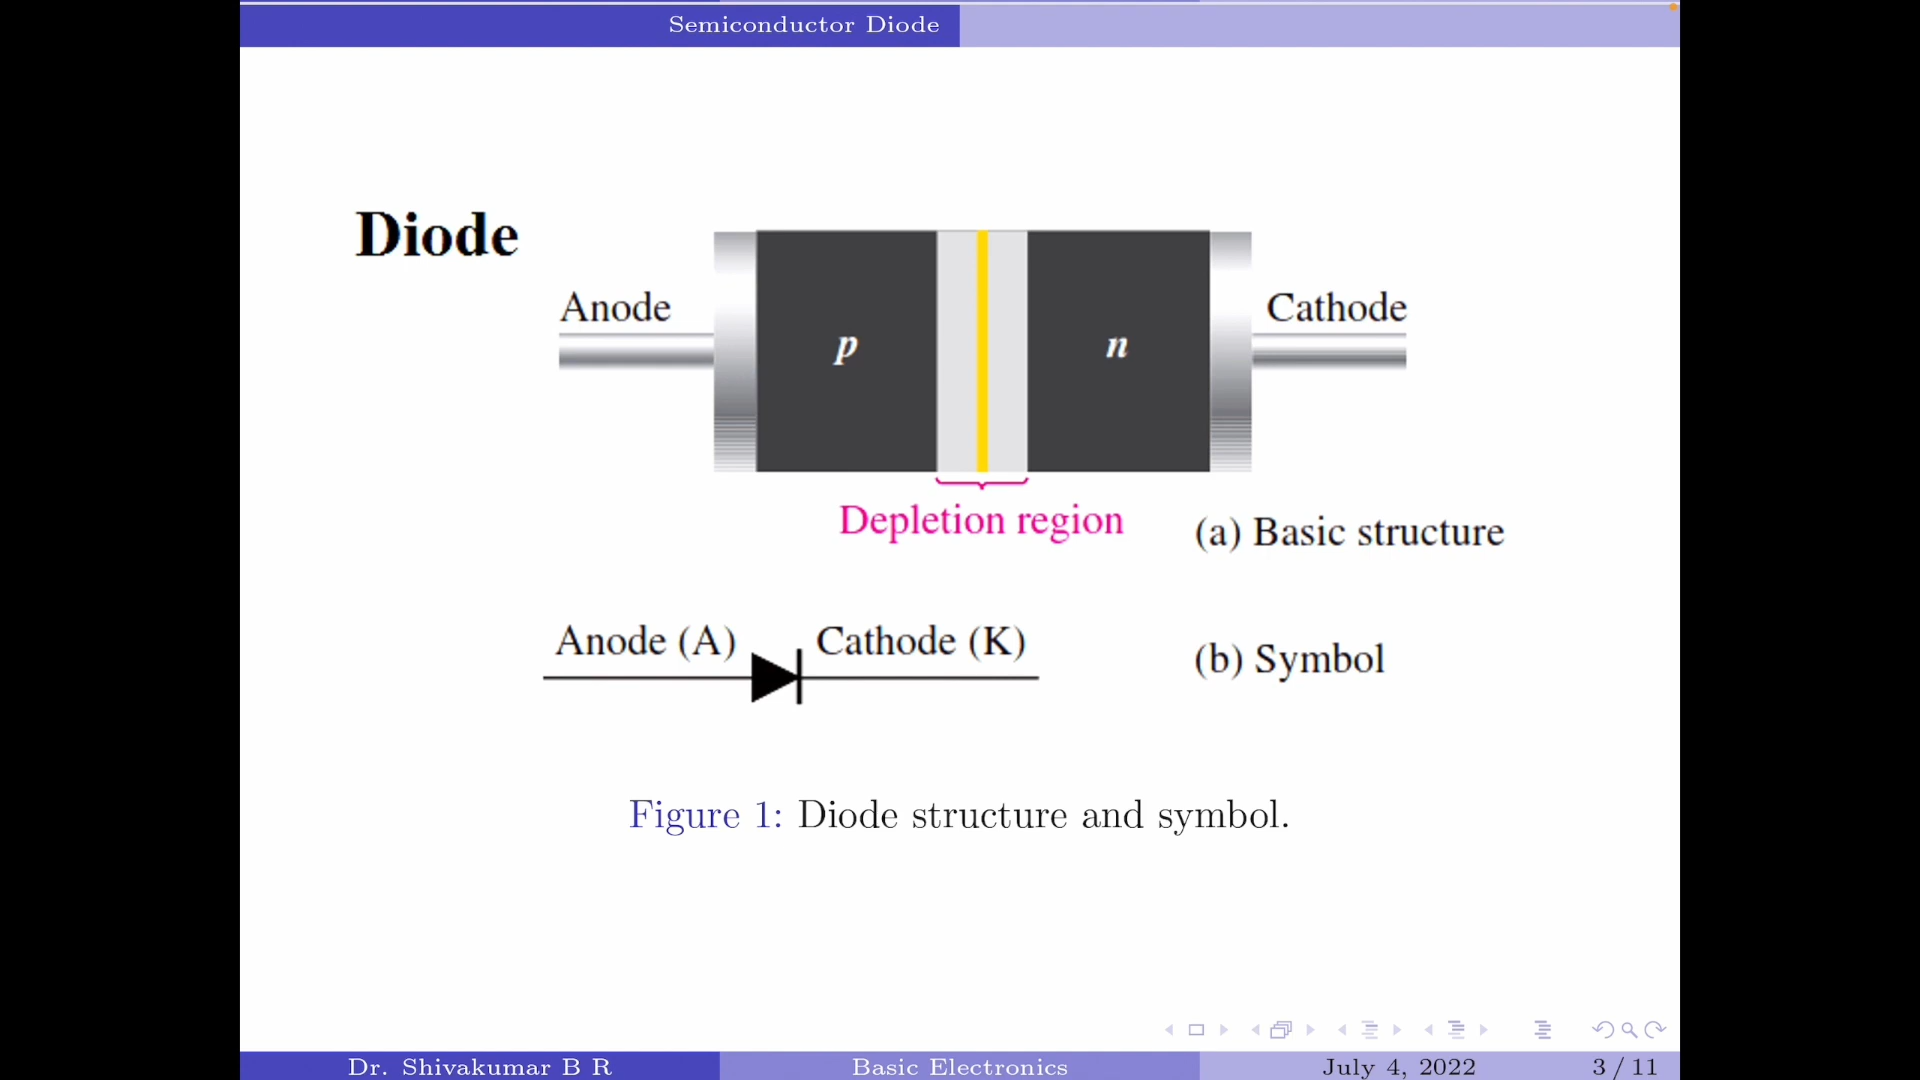 Semiconductor Diode
Diode
Anode
Cathode
p
n
Depletion region
(a) Basic structure
Anode (A)
Cathode (K)
(b) Symbol
Figure 1: Diode structure and symbol.
Dr. Shivakumar B R
Basic Electronics
July 4, 2022
3 / 11